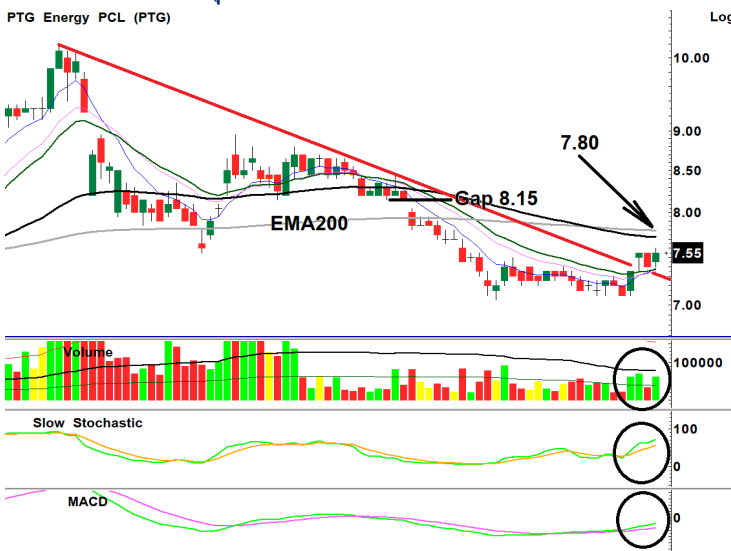 PTG Energy PCL (PTG)
Log
10.00
9.00
7.80
8.50
Gap 8.15
8.00
EMA200
7.55
7.00
Volume
100000
Slow Stochastic
100
0
MACD
0